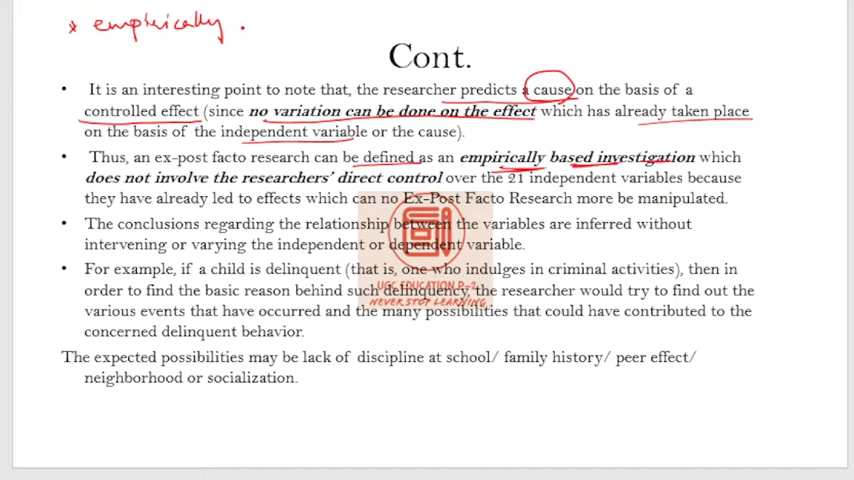 * empirically .
Cont.
• It is an interesting point to note that, the researcher predicts a cause on the basis of a
controlled effect (since no variation can be done on the effect which has already taken place
on the basis of the independent variable or the cause).
• Thus, an ex-post facto research can be defined as an empirically based investigation which
does not involve the researchers' direct control over the 21 independent variables because
they have already led to effects which can no Ex-Post Facto Research more be manipulated.
• The conclusions regarding the relationship between the variables are inferred without
intervening or varying the independent or dependent variable.
• For example, if a child is delinquent (that is, one who indulges in criminal activities), then in
order to find the basic reason behind such delinquency, the researcher would try to find out the
various events that have occurred and the many possibilities that could have contributed to the
concerned delinquent behavior.
The expected possibilities may be lack of discipline at school/ family history/ peer effect/
neighborhood or socialization.
UGC EDUCATION P-2
NEVER STOP LEARNING